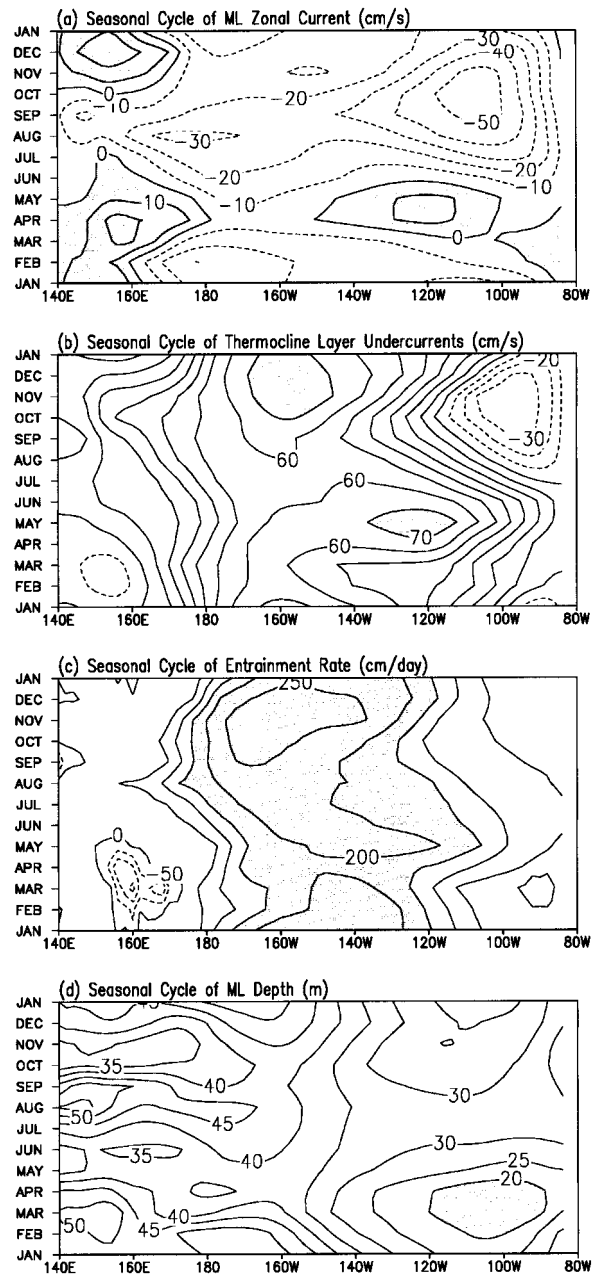 (a) Seasonal Cycle of ML Zonal Current (cm/s)
JAN
DEC
NOV
OCT
SEP
AUG
JUL
JUN
MAY
APR
MAR
FEB
JAN
-30
-40
0
-10
-20
-50
-30
0
-20
-20
-10
-10
10
0
140E 160E 180 160W 140W 120W 100W 80W
(b) Seasonal Cycle of Thermocline Layer Undercurrents (cm/s)
JAN
DEC
NOV
OCT
SEP
AUG
JUL
JUN
MAY
APR
MAR
FEB
JAN
-20
-30
60
60
70
60
140E 160E 180 160W 140W 120W 100W 80W
(c) Seasonal Cycle of Entrainment Rate (cm/day)
JAN
DEC
NOV
OCT
SEP
AUG
JUL
JUN
MAY
APR
MAR
FEB
JAN
250
0
200
-50
140E 160E 180 160W 140W 120W 100W 80W
(d) Seasonal Cycle of ML Depth (m)
JAN
DEC
NOV
OCT
SEP
AUG
JUL
JUN
MAY
APR
MAR
FEB
JAN
35
40
30
50
45
30
35
40
25
20
50
45
40
140E 160E 180 160W 140W 120W 100W 80W